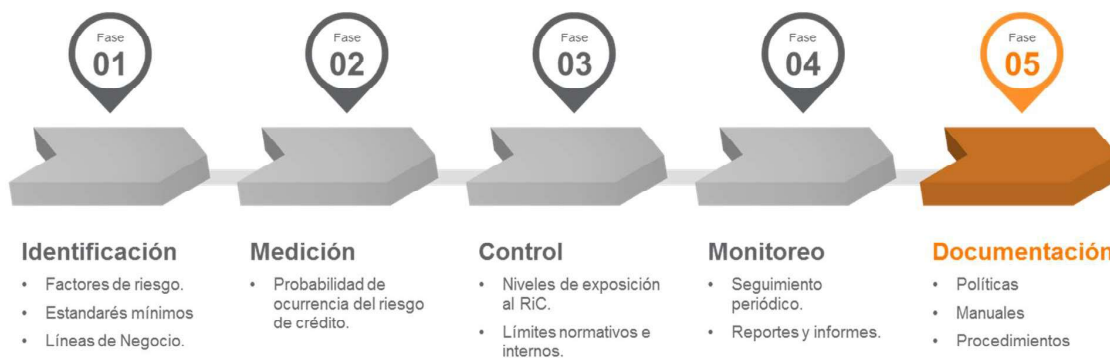 Fase
01
Fase
02
Fase
03
Fase
04
Fase
05
Identificación
• Factores de riesgo.
• Estandarés mínimos
• Líneas de Negocio.
Medición
• Probabilidad de
ocurrencia del riesgo
de crédito.
Control
• Niveles de exposición
al RiC.
• Límites normativos e
internos.
Monitoreo
• Seguimiento
periódico.
• Reportes y informes.
Documentación
• Políticas
• Manuales
• Procedimientos